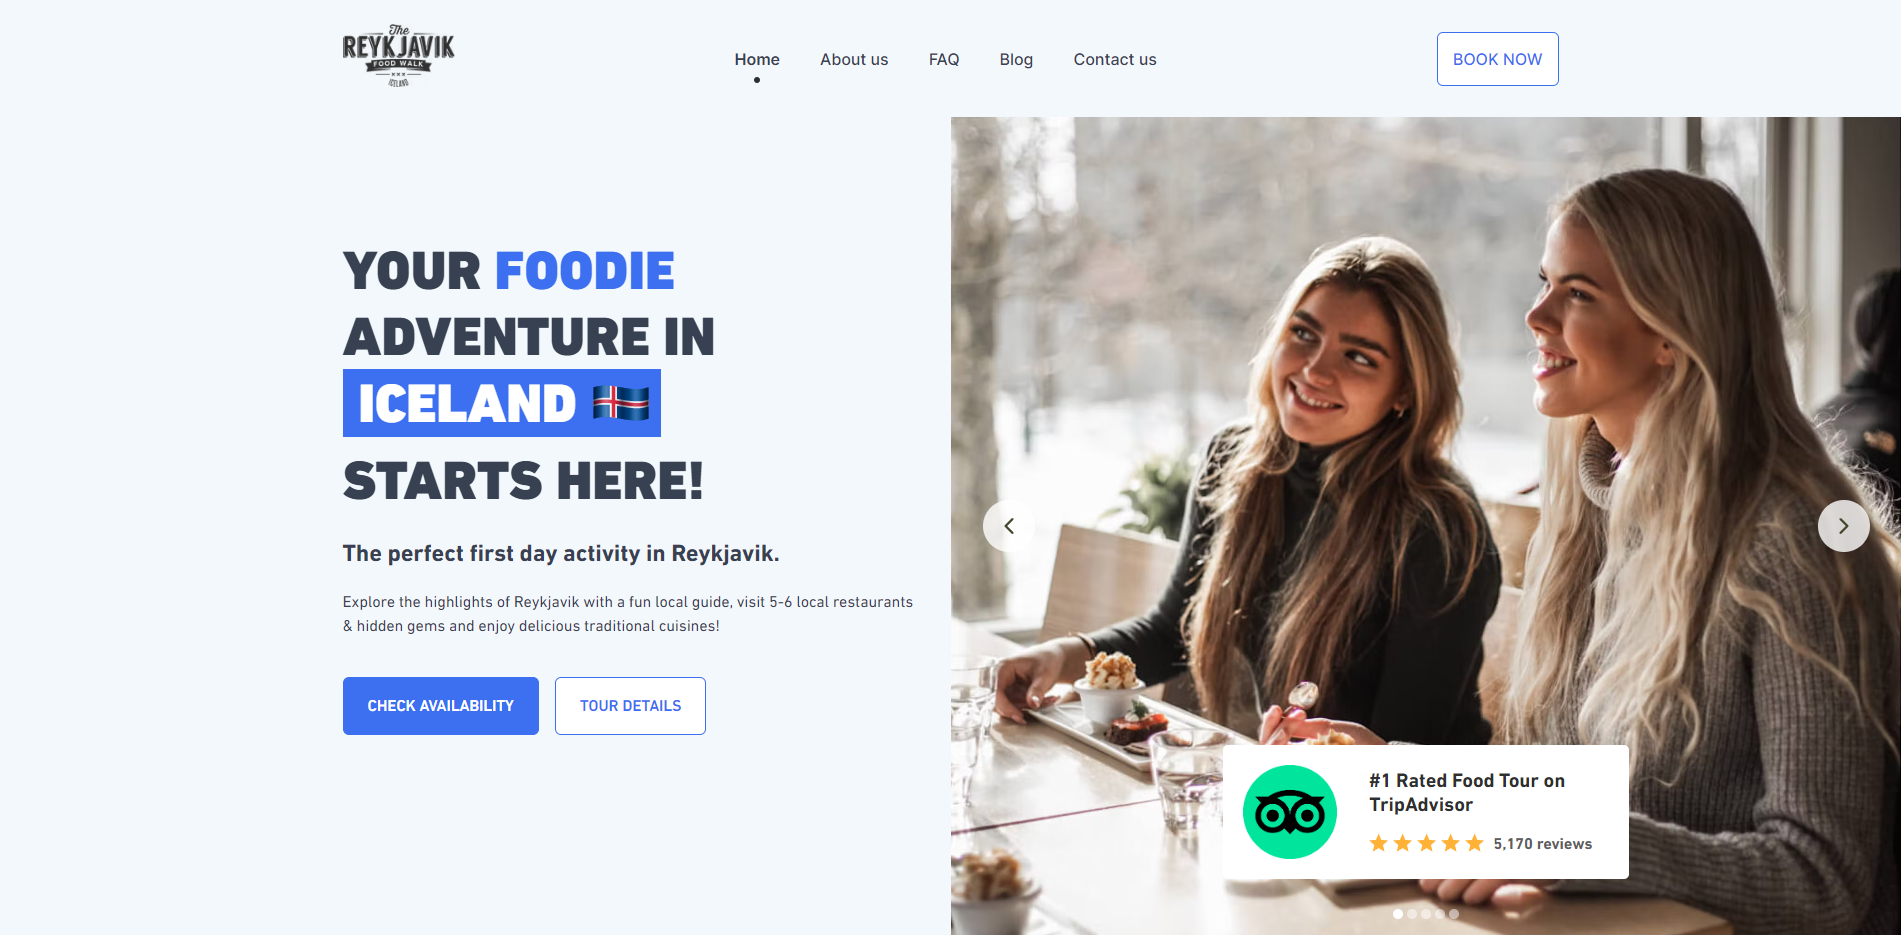 The
REYKJAVIK
FOOD WALK
ICELAND
Home
About us
FAQ
Blog
Contact us
BOOK NOW
YOUR FOODIE
ADVENTURE IN
ICELAND 🇮🇸
STARTS HERE!
The perfect first day activity in Reykjavik.
Explore the highlights of Reykjavik with a fun local guide, visit 5-6 local restaurants
& hidden gems and enjoy delicious traditional cuisines!
CHECK AVAILABILITY
TOUR DETAILS
#1 Rated Food Tour on
TripAdvisor
5,170 reviews